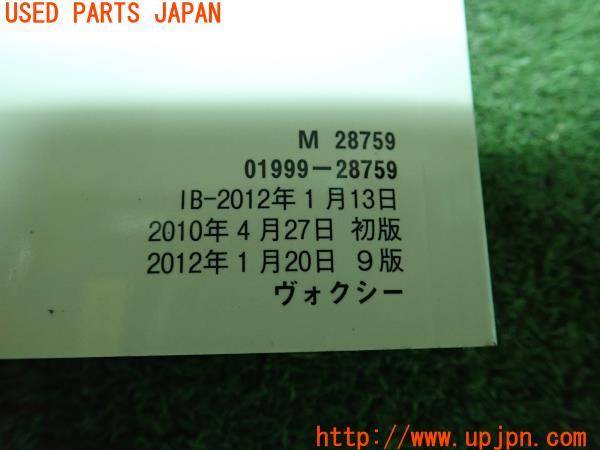 USED PARTS JAPAN
M 28759
01999-28759
IB-2012年1月13日
2010年4月27日 初版
2012年1月20日 9版
ヴォクシー
http://www.upjpn.com/